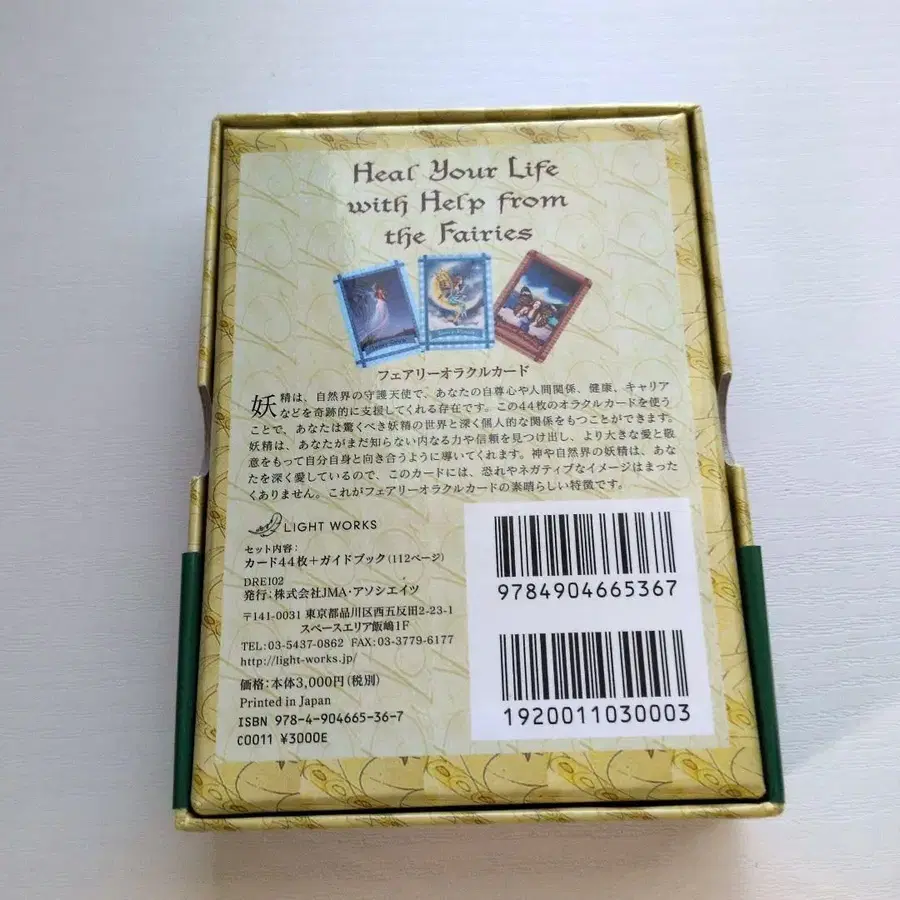 Heal Your Life
with Help from
the Fairies
フェアリーオラクルカード
妖精は、自然界の守護天使で、あなたの自尊心や人間関係、健康、キャリア
などを奇跡的に支援してくれる存在です。この44枚のオラクルカードを使う
ことで、あなたは驚くべき妖精の世界と深く個人的な関係をもつことができます。
妖精は、あなたがまだ知らない内なる力や信頼を見つけ出し、より大きな愛と敬
意をもって自分自身と向き合うように導いてくれます。神や自然界の妖精は、あな
たを深く愛しているので、このカードには、恐れやネガティブなイメージはまった
くありません。これがフェアリーオラクルカードの素晴らしい特徴です。
LIGHT WORKS
セット内容：
カード44枚＋ガイドブック（112ページ）
DRE102
発行：株式会社JMA・アソシエイツ
〒141-0031 東京都品川区西五反田2-23-1
スペースエリア飯嶋1F
TEL:03-5437-0862 FAX:03-3779-6177
http://light-works.jp/
価格：本体3,000円（税別）
Printed in Japan
ISBN 978-4-904665-36-7
C0011 ¥3000E
9784904665367
1920011030003